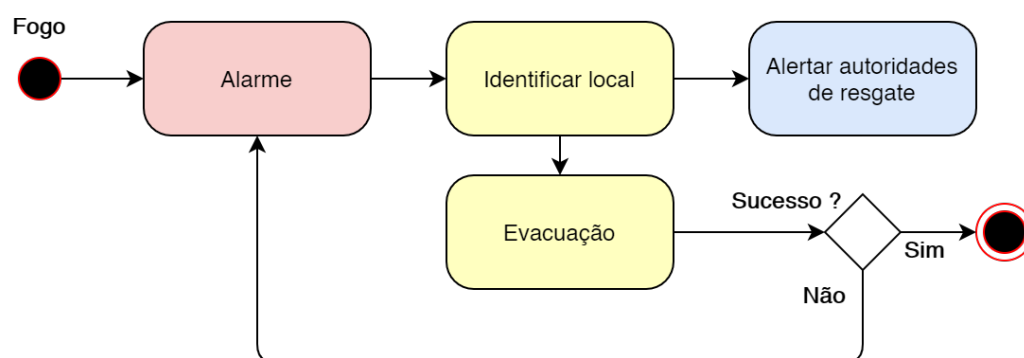 Fogo
Alarme
Identificar local
Alertar autoridades
de resgate
Evacuação
Sucesso ?
Sim
Não